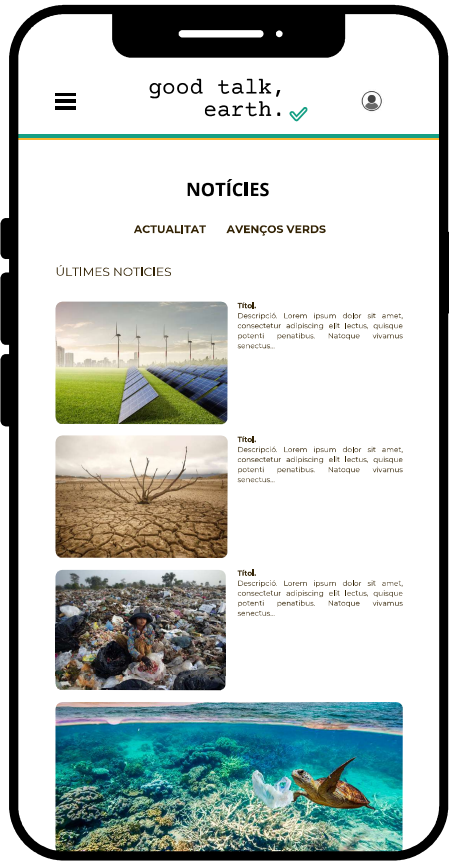 good talk,
earth.
NOTÍCIES
ACTUALITAT AVENÇOS VERDS
ÚLTIMES NOTICIES
Títol.
Descripció. Lorem ipsum dolor sit amet,
consectetur adipiscing elit lectus, quisque
potenti penatibus. Natoque vivamus
senectus...
Títol.
Descripció. Lorem ipsum dolor sit amet,
consectetur adipiscing elit lectus, quisque
potenti penatibus. Natoque vivamus
senectus...
Títol.
Descripció. Lorem ipsum dolor sit amet,
consectetur adipiscing elit lectus, quisque
potenti penatibus. Natoque vivamus
senectus...